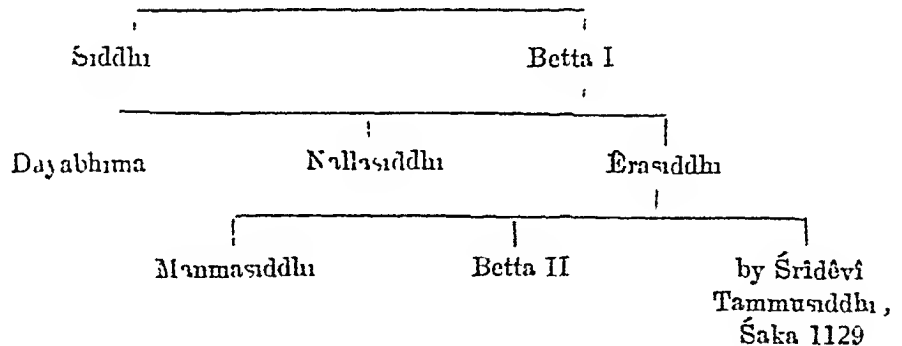 Siddhi Betta I
Dayabhima Nallasiddhi Êrasiddhi
Manmasiddhi Betta II by Śrîdêvî
Tammusiddhi,
Śaka 1129